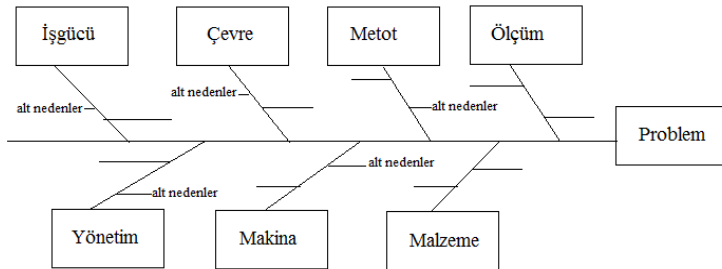 İşgücü
Çevre
Metot
Ölçüm
alt nedenler
alt nedenler
alt nedenler
Problem
alt nedenler
alt nedenler
Yönetim
Makina
Malzeme